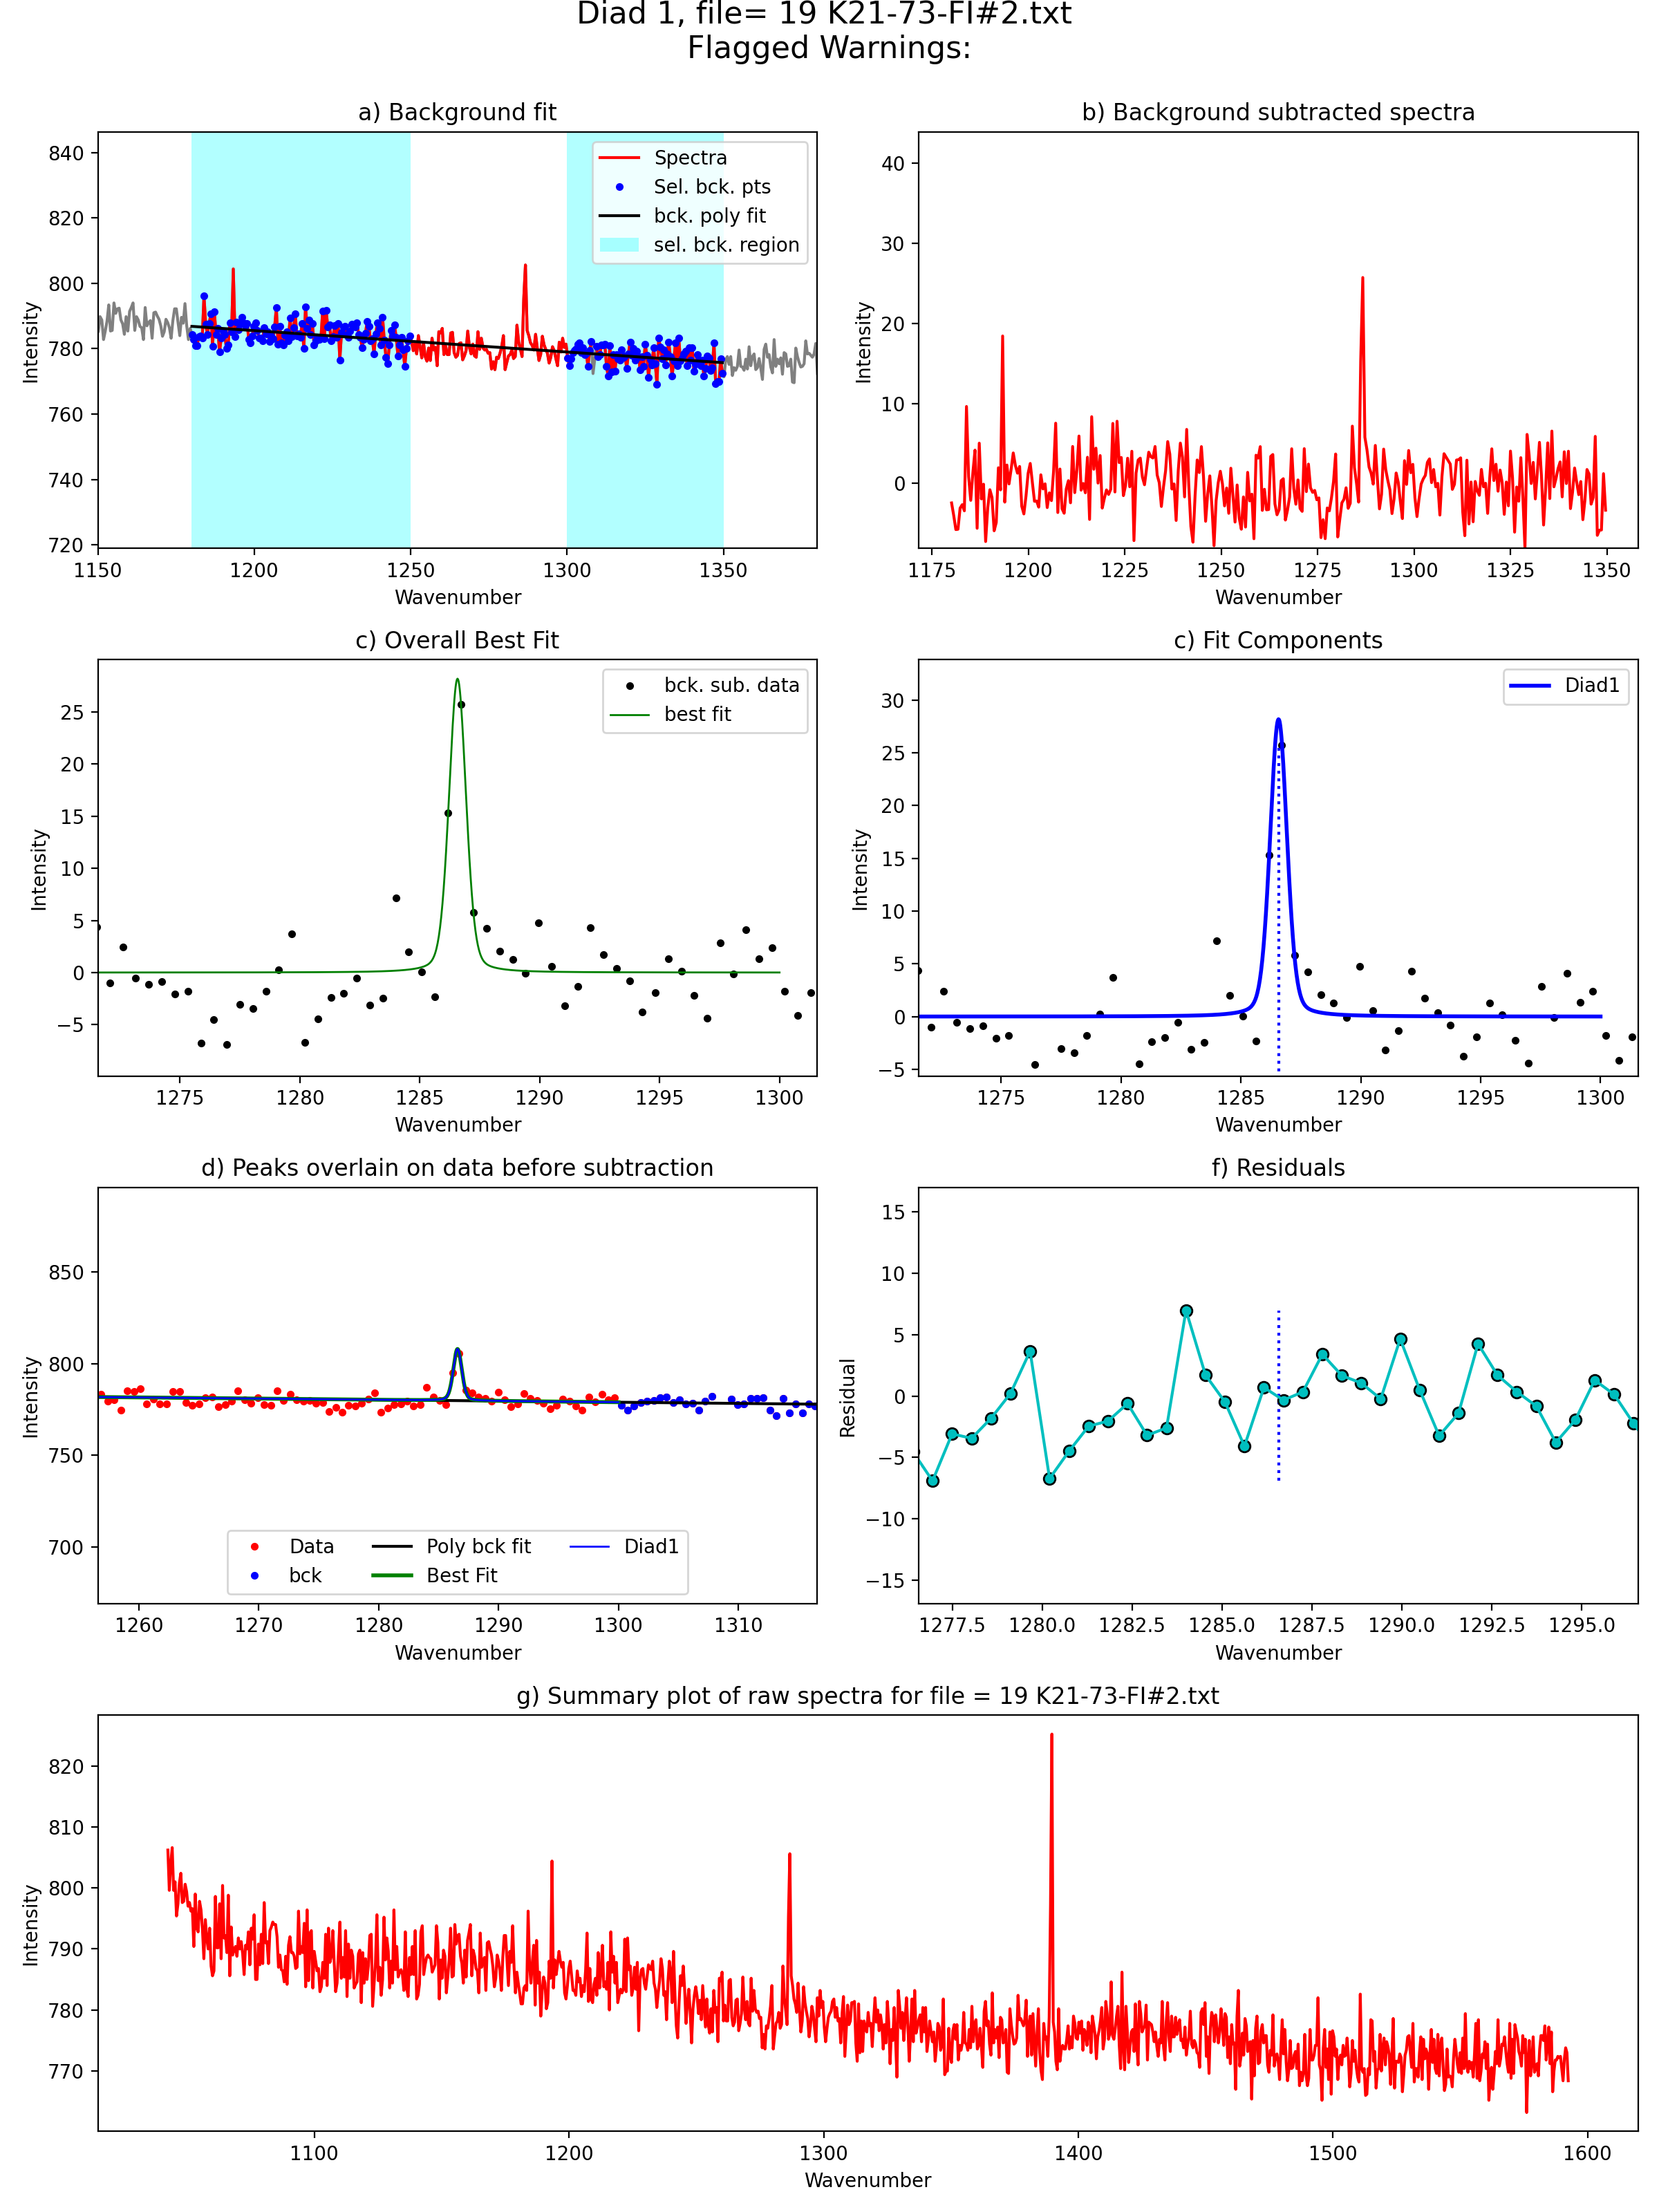 Diad 1, file= 19 K21-73-FI#2.txt
Flagged Warnings:
a) Background fit
840
820
800
780
760
740
720
Intensity
1150 1200 1250 1300 1350
Wavenumber
Spectra
Sel. bck. pts
bck. poly fit
sel. bck. region
b) Background subtracted spectra
40
30
20
10
0
Intensity
1175 1200 1225 1250 1275 1300 1325 1350
Wavenumber
c) Overall Best Fit
25
20
15
10
5
0
−5
Intensity
1275 1280 1285 1290 1295 1300
Wavenumber
bck. sub. data
best fit
c) Fit Components
30
25
20
15
10
5
0
−5
Intensity
1275 1280 1285 1290 1295 1300
Wavenumber
Diad1
d) Peaks overlain on data before subtraction
850
800
750
700
Intensity
1260 1270 1280 1290 1300 1310
Wavenumber
Data Poly bck fit Diad1
bck Best Fit
f) Residuals
15
10
5
0
−5
−10
−15
Residual
1277.5 1280.0 1282.5 1285.0 1287.5 1290.0 1292.5 1295.0
Wavenumber
g) Summary plot of raw spectra for file = 19 K21-73-FI#2.txt
820
810
800
790
780
770
Intensity
1100 1200 1300 1400 1500 1600
Wavenumber